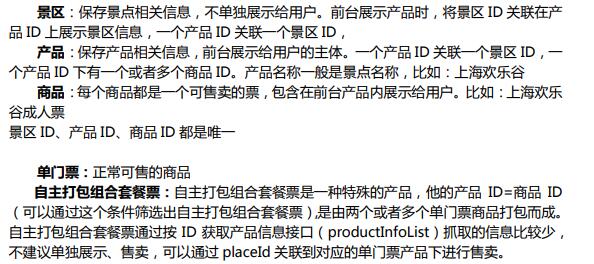 景区：保存景点相关信息，不单独展示给用户。前台展示产品时，将景区 ID 关联在产
品 ID 上展示景区信息，一个产品 ID 关联一个景区 ID，
产品：保存产品相关信息，前台展示给用户的主体。一个产品 ID 关联一个景区 ID，一
个产品 ID 下有一个或者多个商品 ID。产品名称一般是景点名称，比如：上海欢乐谷
商品：每个商品都是一个可售卖的票，包含在前台产品内展示给用户。比如：上海欢乐
谷成人票
景区 ID、产品 ID、商品 ID 都是唯一
单门票：正常可售的商品
自主打包组合套餐票：自主打包组合套餐票是一种特殊的产品，他的产品 ID=商品 ID
（可以通过这个条件筛选出自主打包组合套餐票）,是由两个或者多个单门票商品打包而成。
自主打包组合套餐票通过按 ID 获取产品信息接口（productInfoList）抓取的信息比较少，
不建议单独展示、售卖，可以通过 placeId 关联到对应的单门票产品下进行售卖。